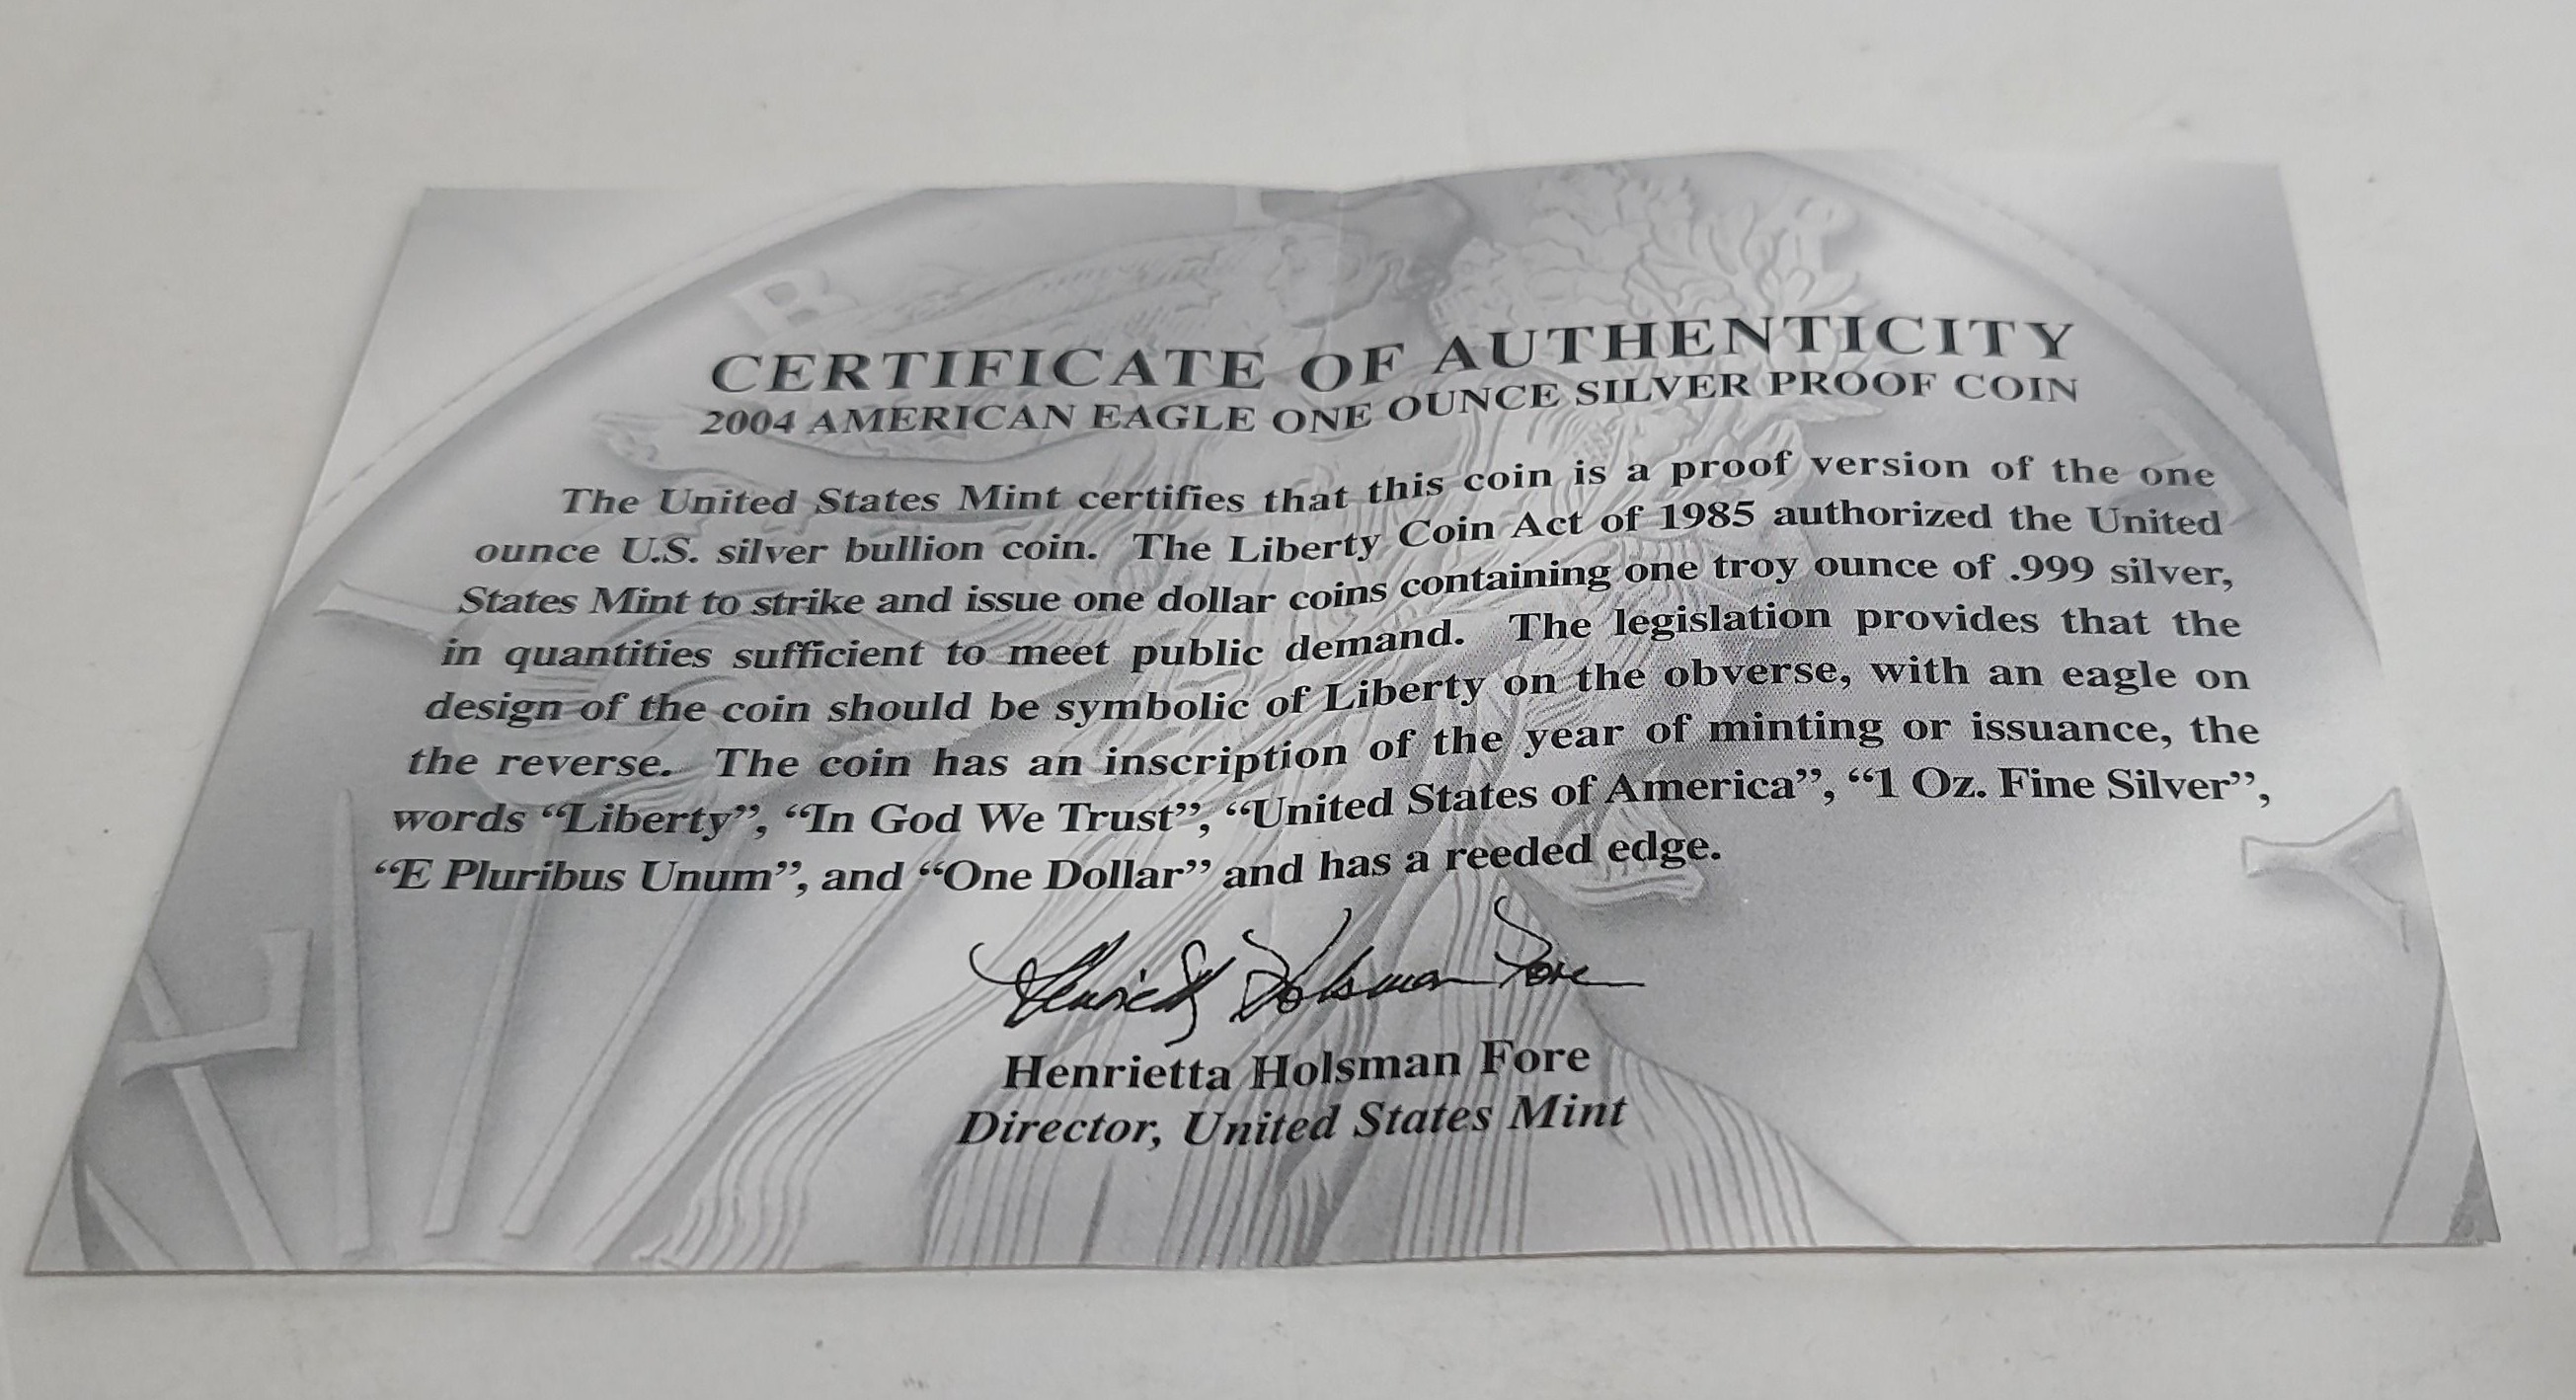 CERTIFICATE OF AUTHENTICITY
2004 AMERICAN EAGLE ONE OUNCE SILVER PROOF COIN
The United States Mint certifies that this coin is a proof version of the one
ounce U.S. silver bullion coin. The Liberty Coin Act of 1985 authorized the United
States Mint to strike and issue one dollar coins containing one troy ounce of .999 silver,
in quantities sufficient to meet public demand. The legislation provides that the
design of the coin should be symbolic of Liberty on the obverse, with an eagle on
the reverse. The coin has an inscription of the year of minting or issuance, the
words “Liberty”, “In God We Trust”, “United States of America”, “1 Oz. Fine Silver”,
“E Pluribus Unum”, and “One Dollar” and has a reeded edge.
Henrietta Holsman Fore
Henrietta Holsman Fore
Director, United States Mint